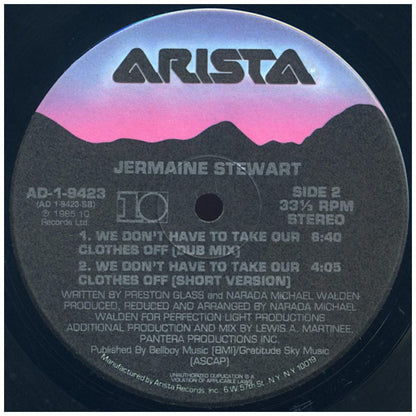 ARISTA
JERMAINE STEWART
AD-1-9423
(AD 1-9423-SB)
℗ 1985 10
Records Ltd.
10
SIDE 2
33⅓ RPM
STEREO
1. WE DON'T HAVE TO TAKE OUR 6:40
CLOTHES OFF (DUB MIX)
2. WE DON'T HAVE TO TAKE OUR 4:05
CLOTHES OFF (SHORT VERSION)
WRITTEN BY PRESTON GLASS and NARADA MICHAEL WALDEN
PRODUCED, REDUCED AND ARRANGED BY NARADA MICHAEL
WALDEN FOR PERFECTION LIGHT PRODUCTIONS
ADDITIONAL PRODUCTION AND MIX BY LEWIS A. MARTINEE,
PANTERA PRODUCTIONS INC.
Published By Bellboy Music (BMI)/Gratitude Sky Music
(ASCAP)
UNAUTHORIZED DUPLICATION IS A
VIOLATION OF APPLICABLE LAWS.
Manufactured by Arista Records, Inc.; 6 W. 57th St., N.Y., N.Y. 10019